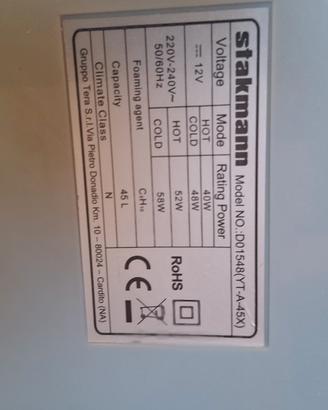 stakmann Model NO.:D01548(YT-A-45X)
Voltage Mode Rating Power
⎓ 12V HOT 40W
COLD 48W
220V-240V~ HOT 52W
50/60Hz COLD 58W
Foaming agent C₅H₁₀
Capacity 45 L
Climate Class N
Gruppo Tera S.r.l.Via Pietro Donadio Km. 10 – 80024 – Cardito (NA)
RoHS
CE